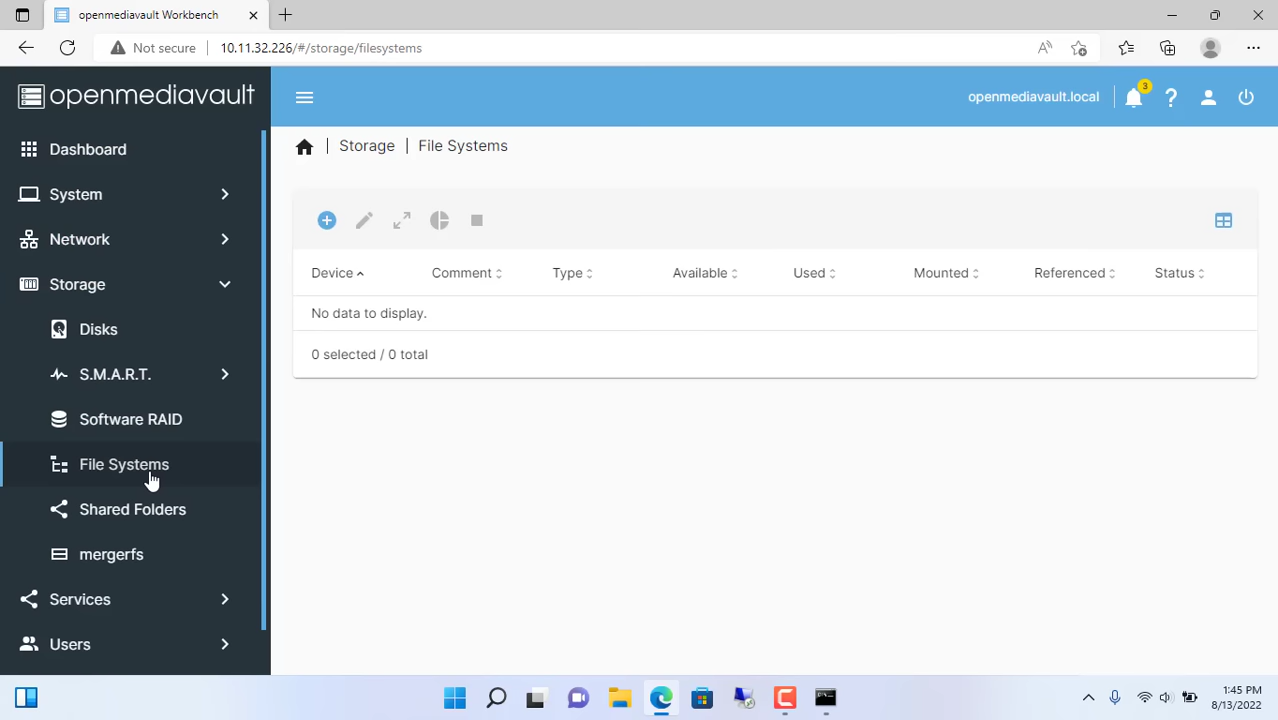 openmediavault Workbench
Not secure
10.11.32.226/#/storage/filesystems
openmediavault
openmediavault.local
3
Dashboard
System
Network
Storage
Disks
S.M.A.R.T.
Software RAID
File Systems
Shared Folders
mergerfs
Services
Users
| Storage | File Systems
Device Comment Type Available Used Mounted Referenced Status
No data to display.
0 selected / 0 total
1:45 PM
8/13/2022